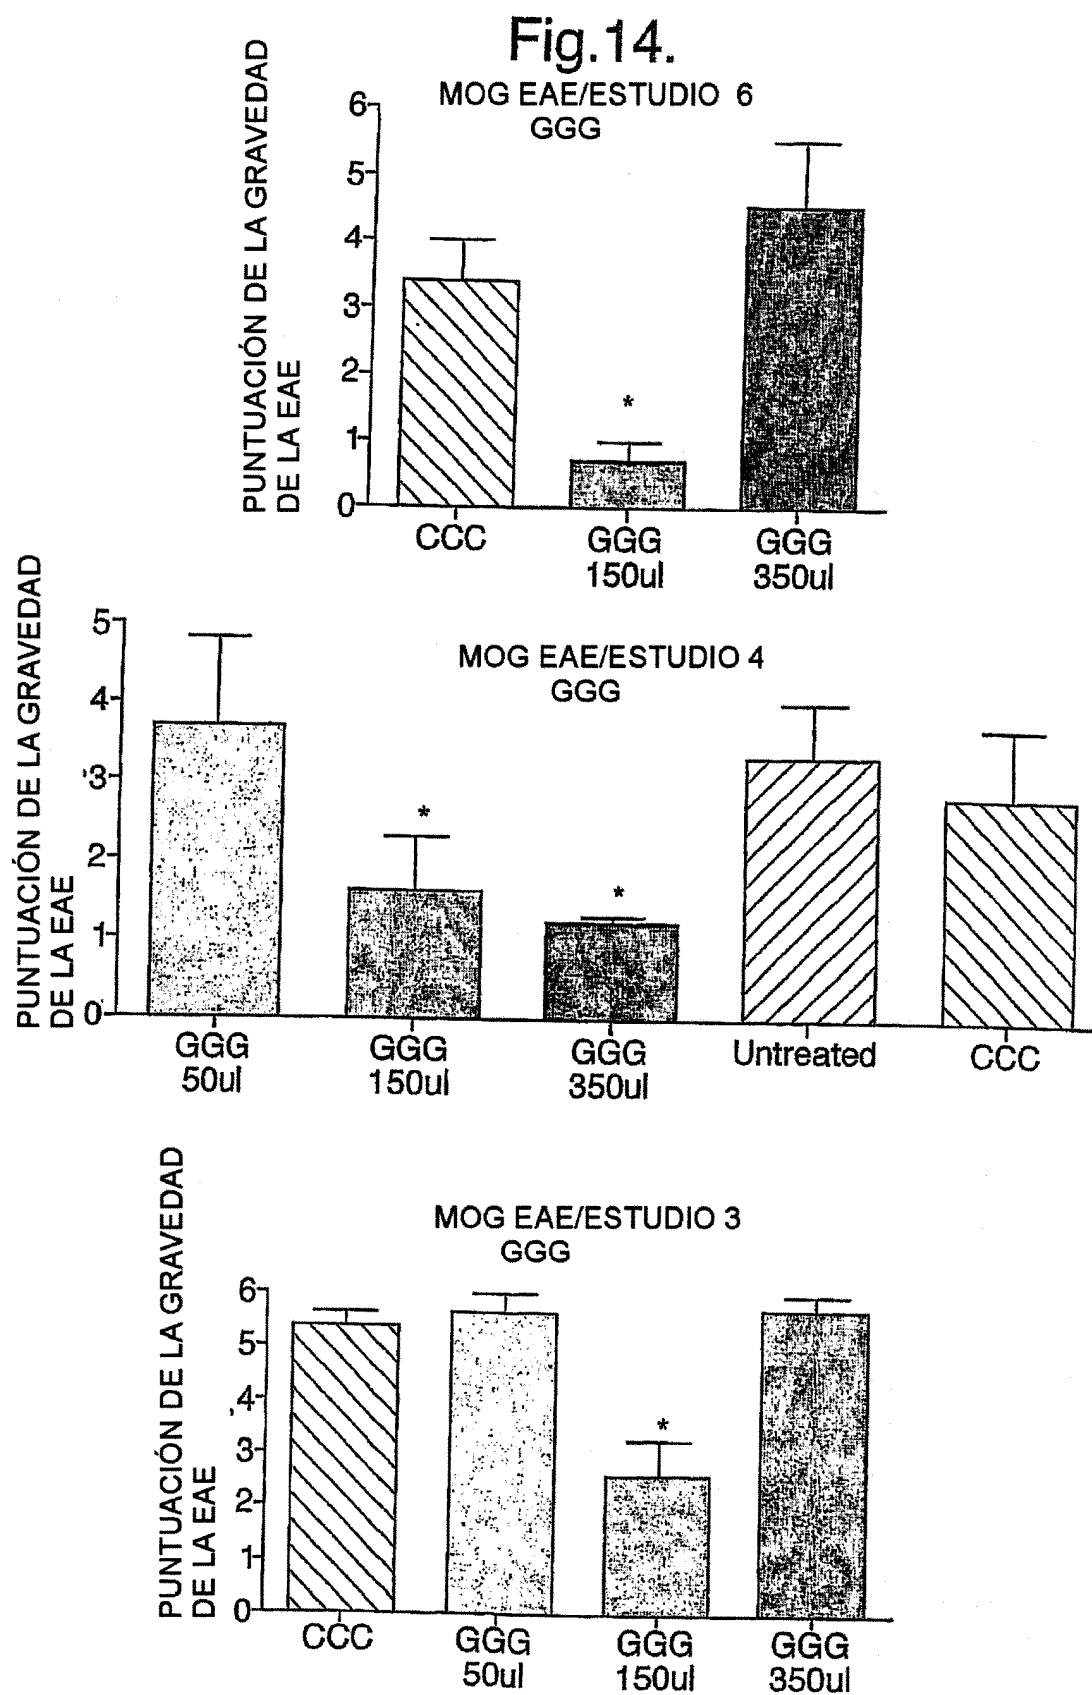 Fig.14.
MOG EAE/ESTUDIO 6
GGG
PUNTUACIÓN DE LA GRAVEDAD
DE LA EAE
6
5
4
3
2
1
0
*
CCC
GGG
150ul
GGG
350ul
MOG EAE/ESTUDIO 4
GGG
PUNTUACIÓN DE LA GRAVEDAD
DE LA EAE
5
4
3
2
1
0
*
*
GGG
50ul
GGG
150ul
GGG
350ul
Untreated
CCC
MOG EAE/ESTUDIO 3
GGG
PUNTUACIÓN DE LA GRAVEDAD
DE LA EAE
6
5
4
3
2
1
0
*
CCC
GGG
50ul
GGG
150ul
GGG
350ul